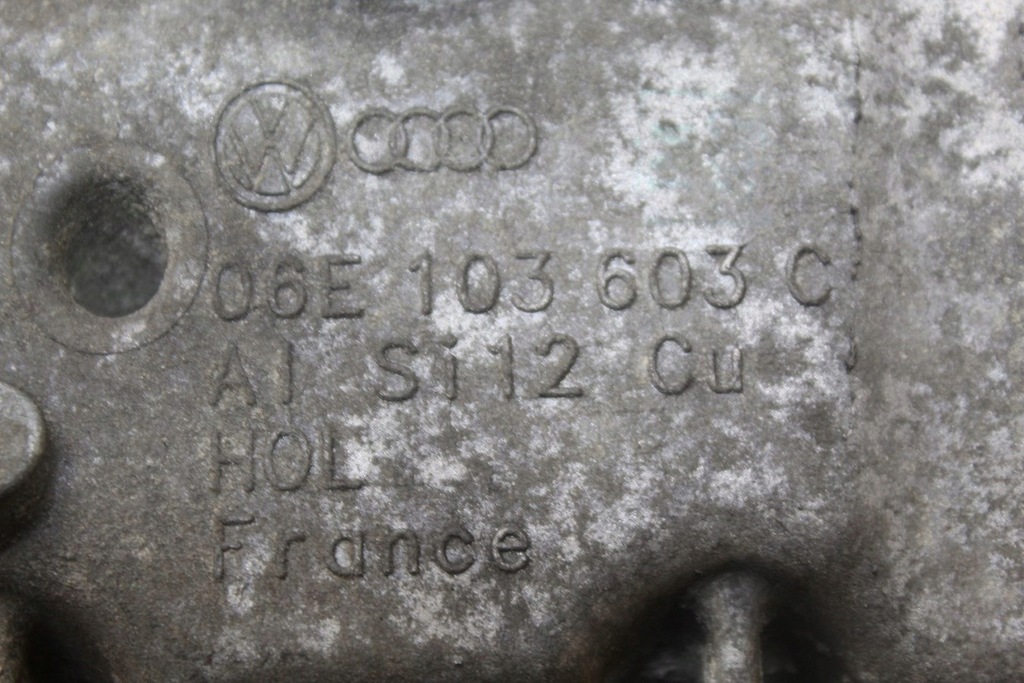 06E 103 603 C
Al Si12 Cu
HOL
France